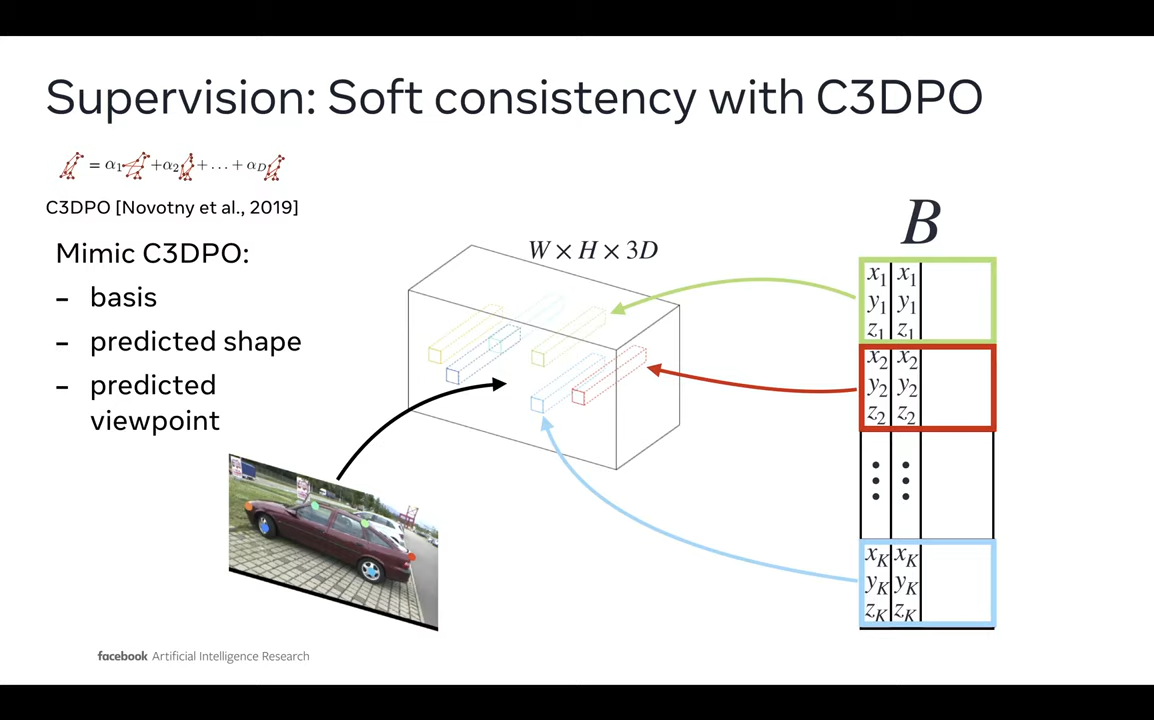 Supervision: Soft consistency with C3DPO
= α₁ +α₂ + … + α_D
C3DPO [Novotny et al., 2019]
Mimic C3DPO:
- basis
- predicted shape
- predicted
viewpoint
W × H × 3D
B
x₁ x₁
y₁ y₁
z₁ z₁
x₂ x₂
y₂ y₂
z₂ z₂
⋮ ⋮
x_K x_K
y_K y_K
z_K z_K
facebook Artificial Intelligence Research